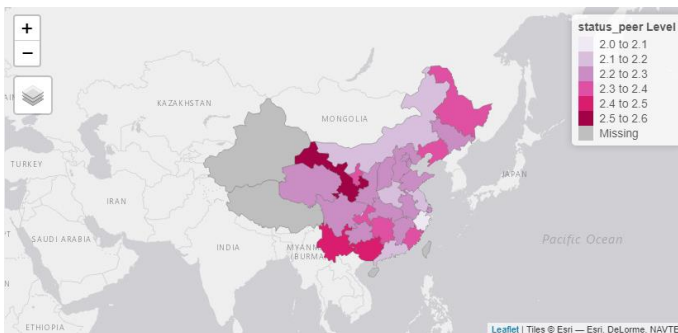 +
−
status_peer Level
2.0 to 2.1
2.1 to 2.2
2.2 to 2.3
2.3 to 2.4
2.4 to 2.5
2.5 to 2.6
Missing
KAZAKHSTAN
MONGOLIA
TURKEY
JAPAN
IRAN
SAUDI ARABIA
INDIA
MYANM
(BURMA
Pacific Ocean
ETHIOPIA
Leaflet | Tiles © Esri — Esri, DeLorme, NAVTE